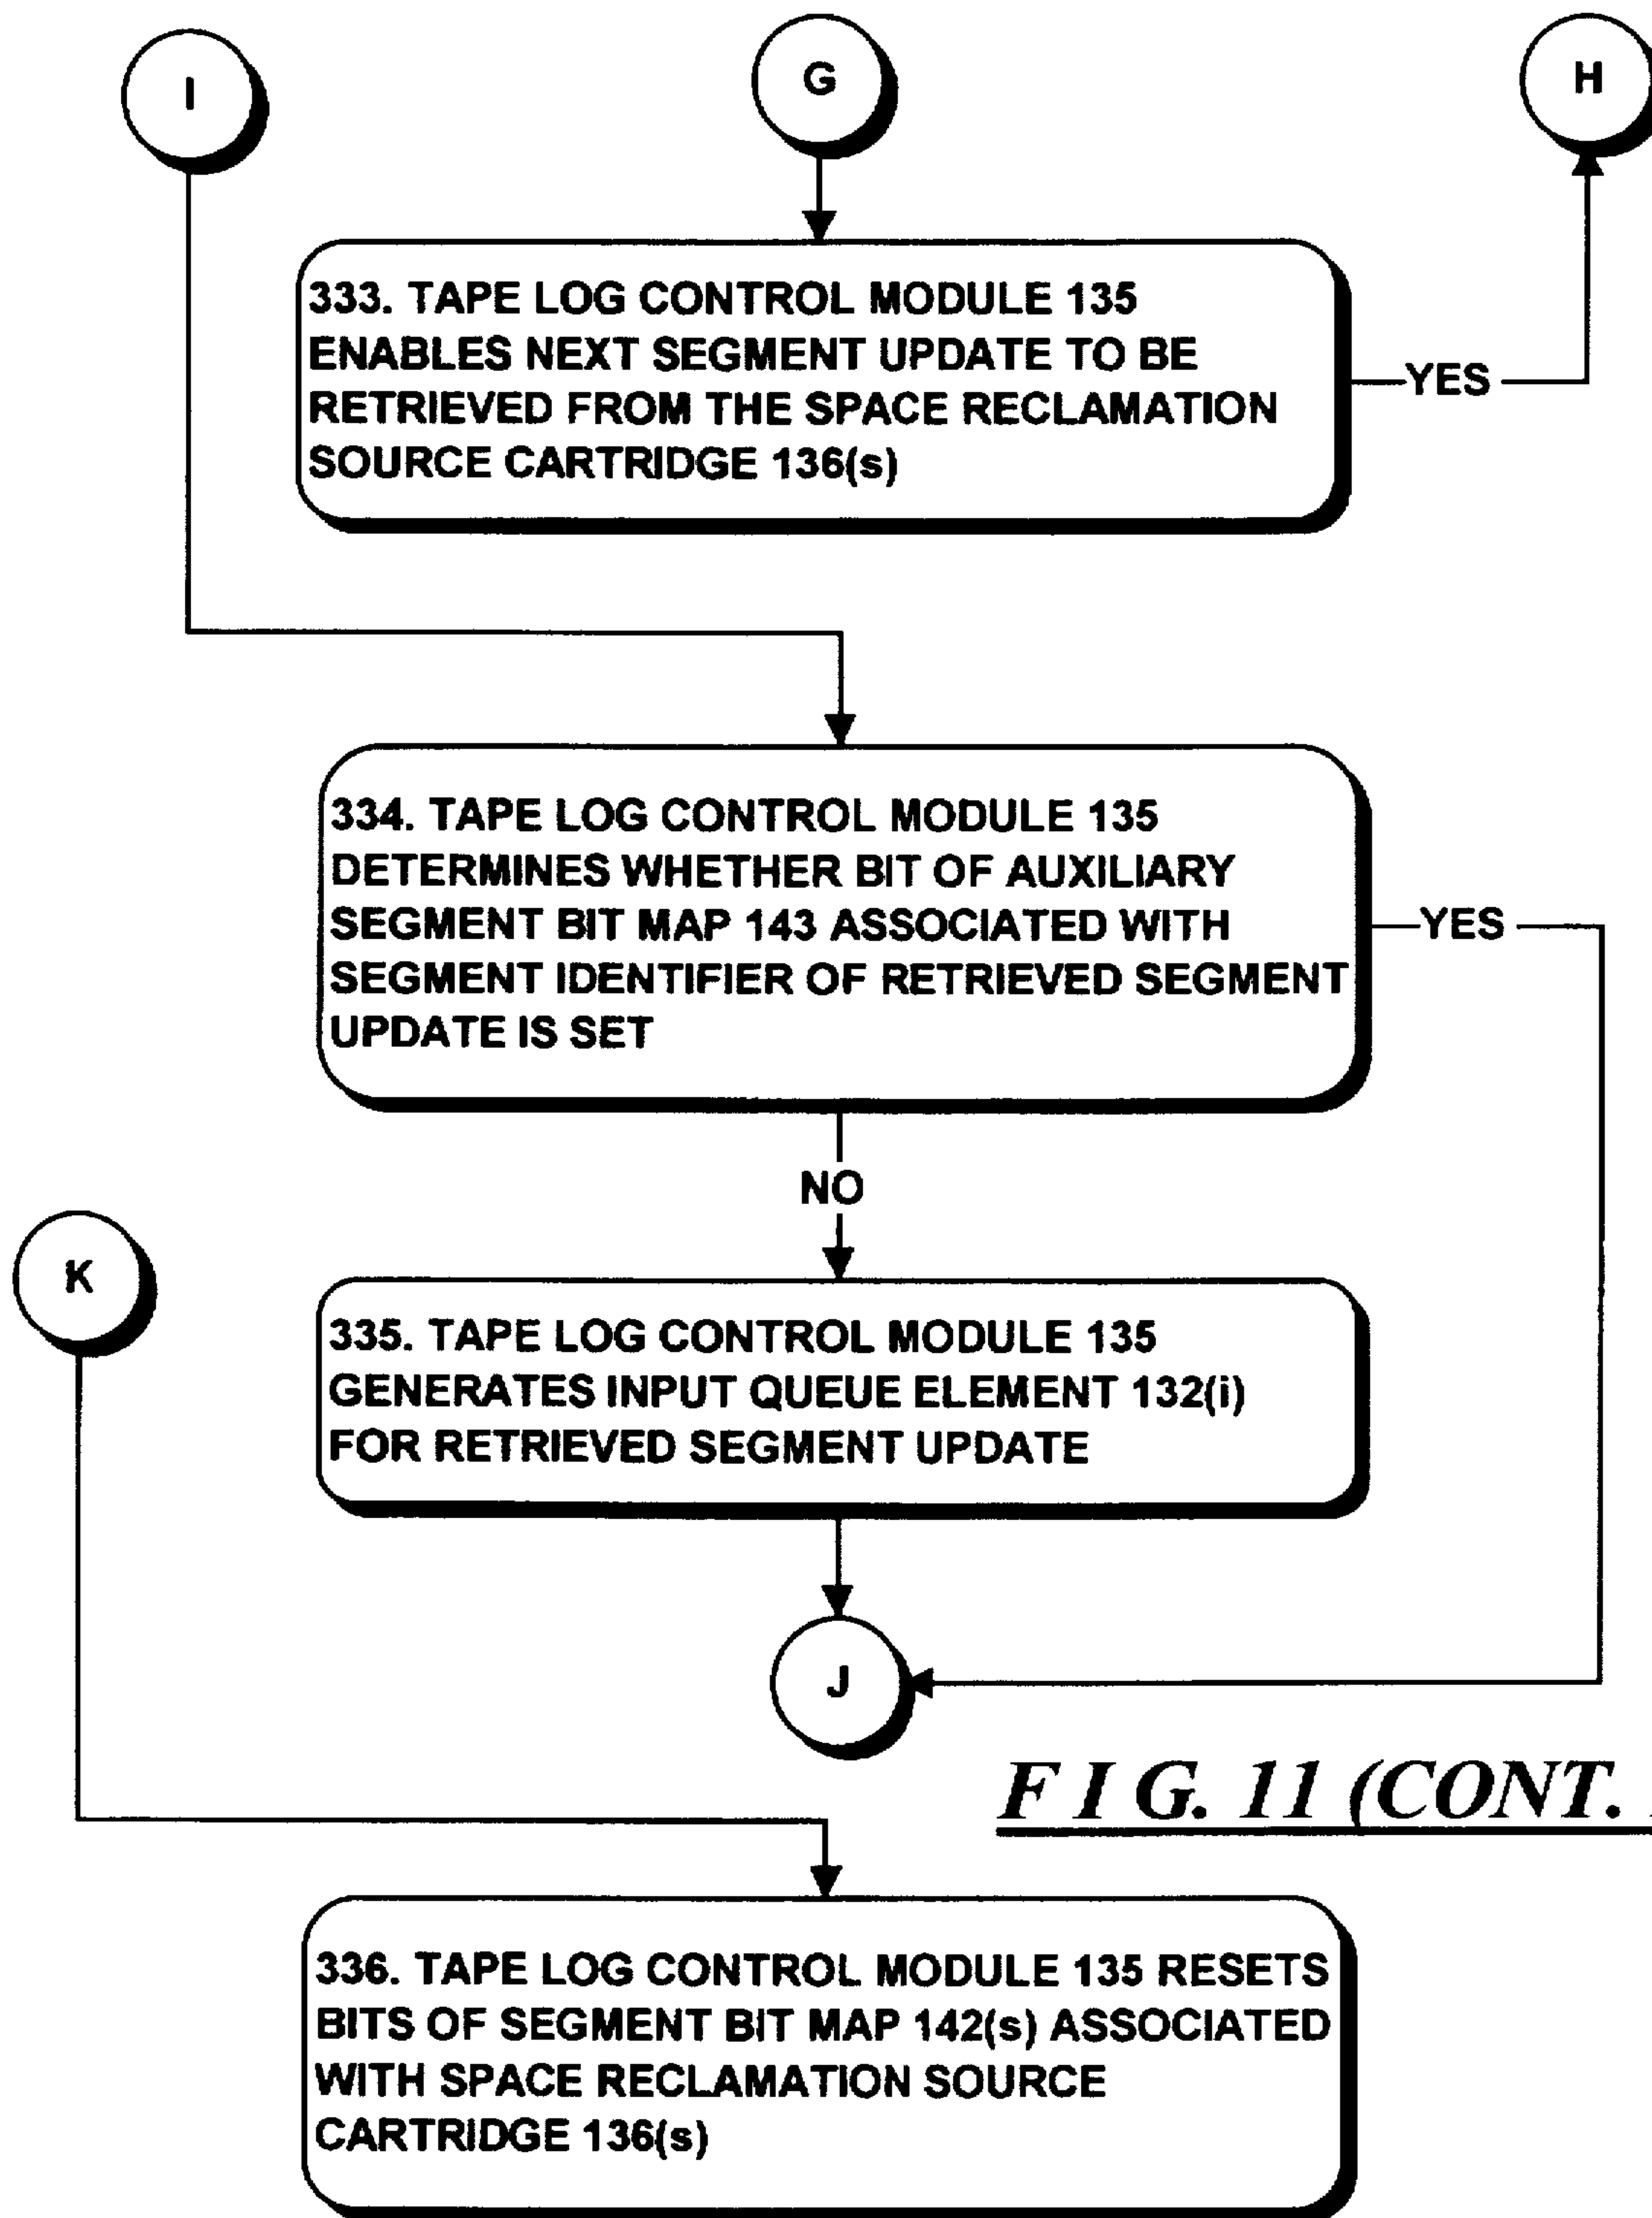 I
G
H
333. TAPE LOG CONTROL MODULE 135
ENABLES NEXT SEGMENT UPDATE TO BE
RETRIEVED FROM THE SPACE RECLAMATION
SOURCE CARTRIDGE 136(s)
YES
334. TAPE LOG CONTROL MODULE 135
DETERMINES WHETHER BIT OF AUXILIARY
SEGMENT BIT MAP 143 ASSOCIATED WITH
SEGMENT IDENTIFIER OF RETRIEVED SEGMENT
UPDATE IS SET
YES
NO
K
335. TAPE LOG CONTROL MODULE 135
GENERATES INPUT QUEUE ELEMENT 132(i)
FOR RETRIEVED SEGMENT UPDATE
J
F I G. 11 (CONT.
336. TAPE LOG CONTROL MODULE 135 RESETS
BITS OF SEGMENT BIT MAP 142(s) ASSOCIATED
WITH SPACE RECLAMATION SOURCE
CARTRIDGE 136(s)